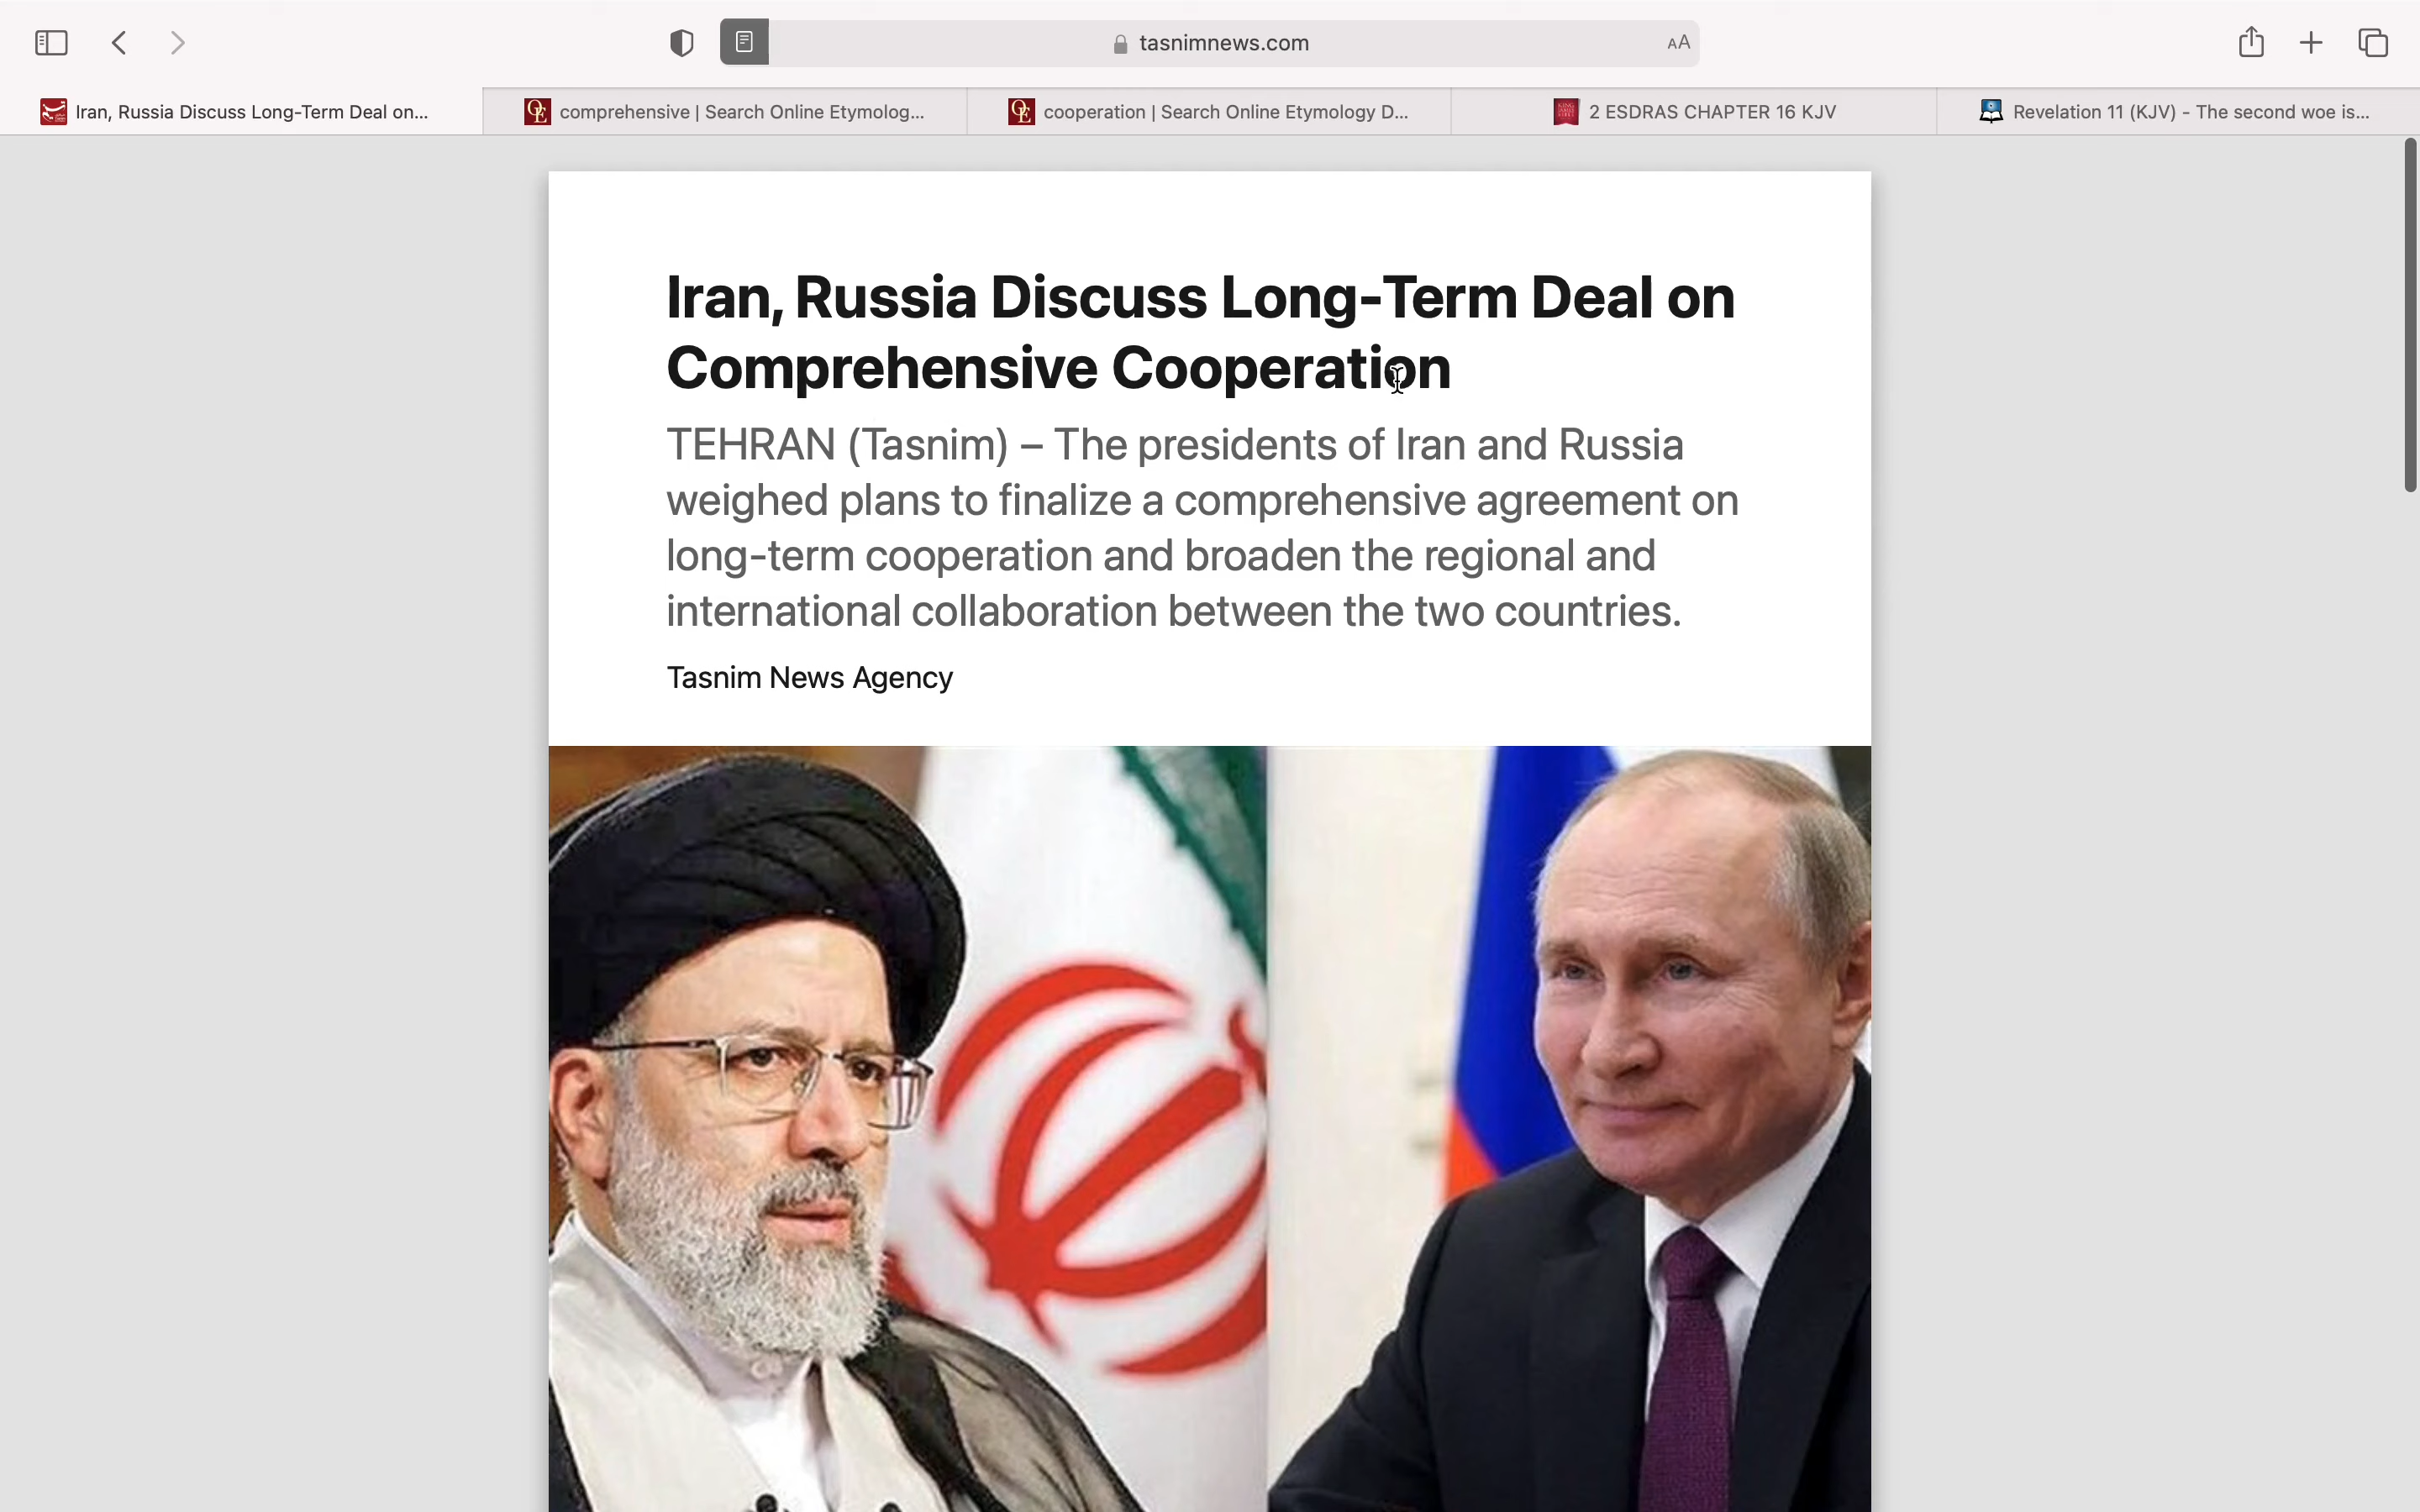 tasnimnews.com
AA
Iran, Russia Discuss Long-Term Deal on...
comprehensive | Search Online Etymolog...
cooperation | Search Online Etymology D...
2 ESDRAS CHAPTER 16 KJV
Revelation 11 (KJV) - The second woe is...
Iran, Russia Discuss Long-Term Deal on
Comprehensive Cooperation
TEHRAN (Tasnim) – The presidents of Iran and Russia
weighed plans to finalize a comprehensive agreement on
long-term cooperation and broaden the regional and
international collaboration between the two countries.
Tasnim News Agency